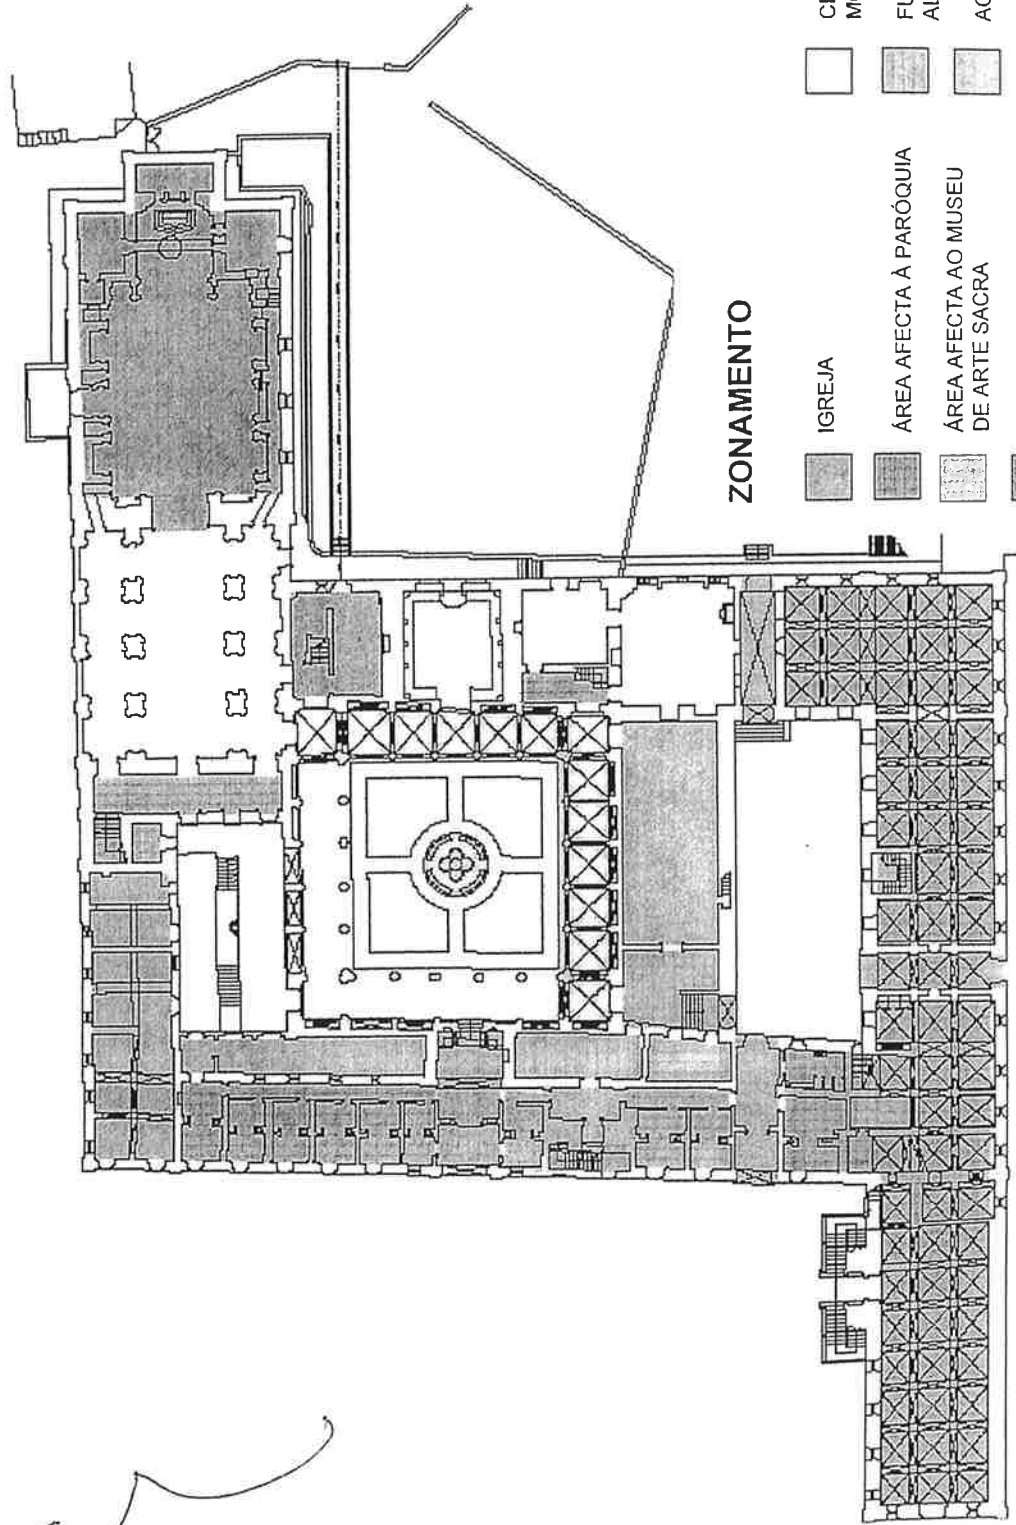 ZONAMENTO
IGREJA
ÁREA AFECTA À PARÓQUIA
ÁREA AFECTA AO MUSEU
DE ARTE SACRA